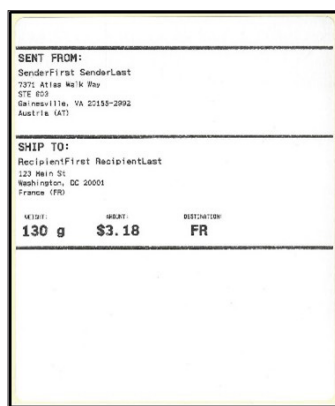 SENT FROM:
SenderFirst SenderLast
7371 Atlas Walk Way
STE 803
Gainesville, VA 20155-2992
Austria (AT)
SHIP TO:
RecipientFirst RecipientLast
123 Main St
Washington, DC 20001
France (FR)
WEIGHT: AMOUNT: DESTINATION:
130 g $3.18 FR